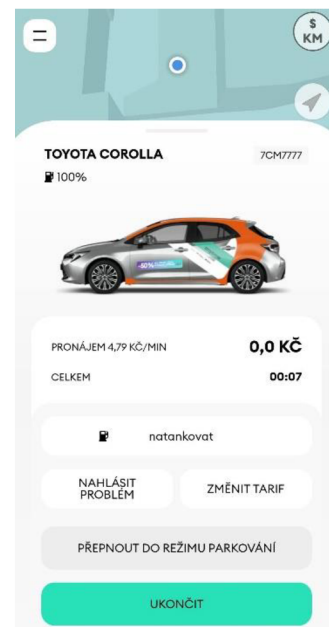 $
KM
TOYOTA COROLLA
7CM7777
100%
-50%
PRONÁJEM 4,79 KČ/MIN
0,0 KČ
CELKEM
00:07
natankovat
NAHLÁSIT
PROBLÉM
ZMĚNIT TARIF
PŘEPNOUT DO REŽIMU PARKOVÁNÍ
UKONČIT